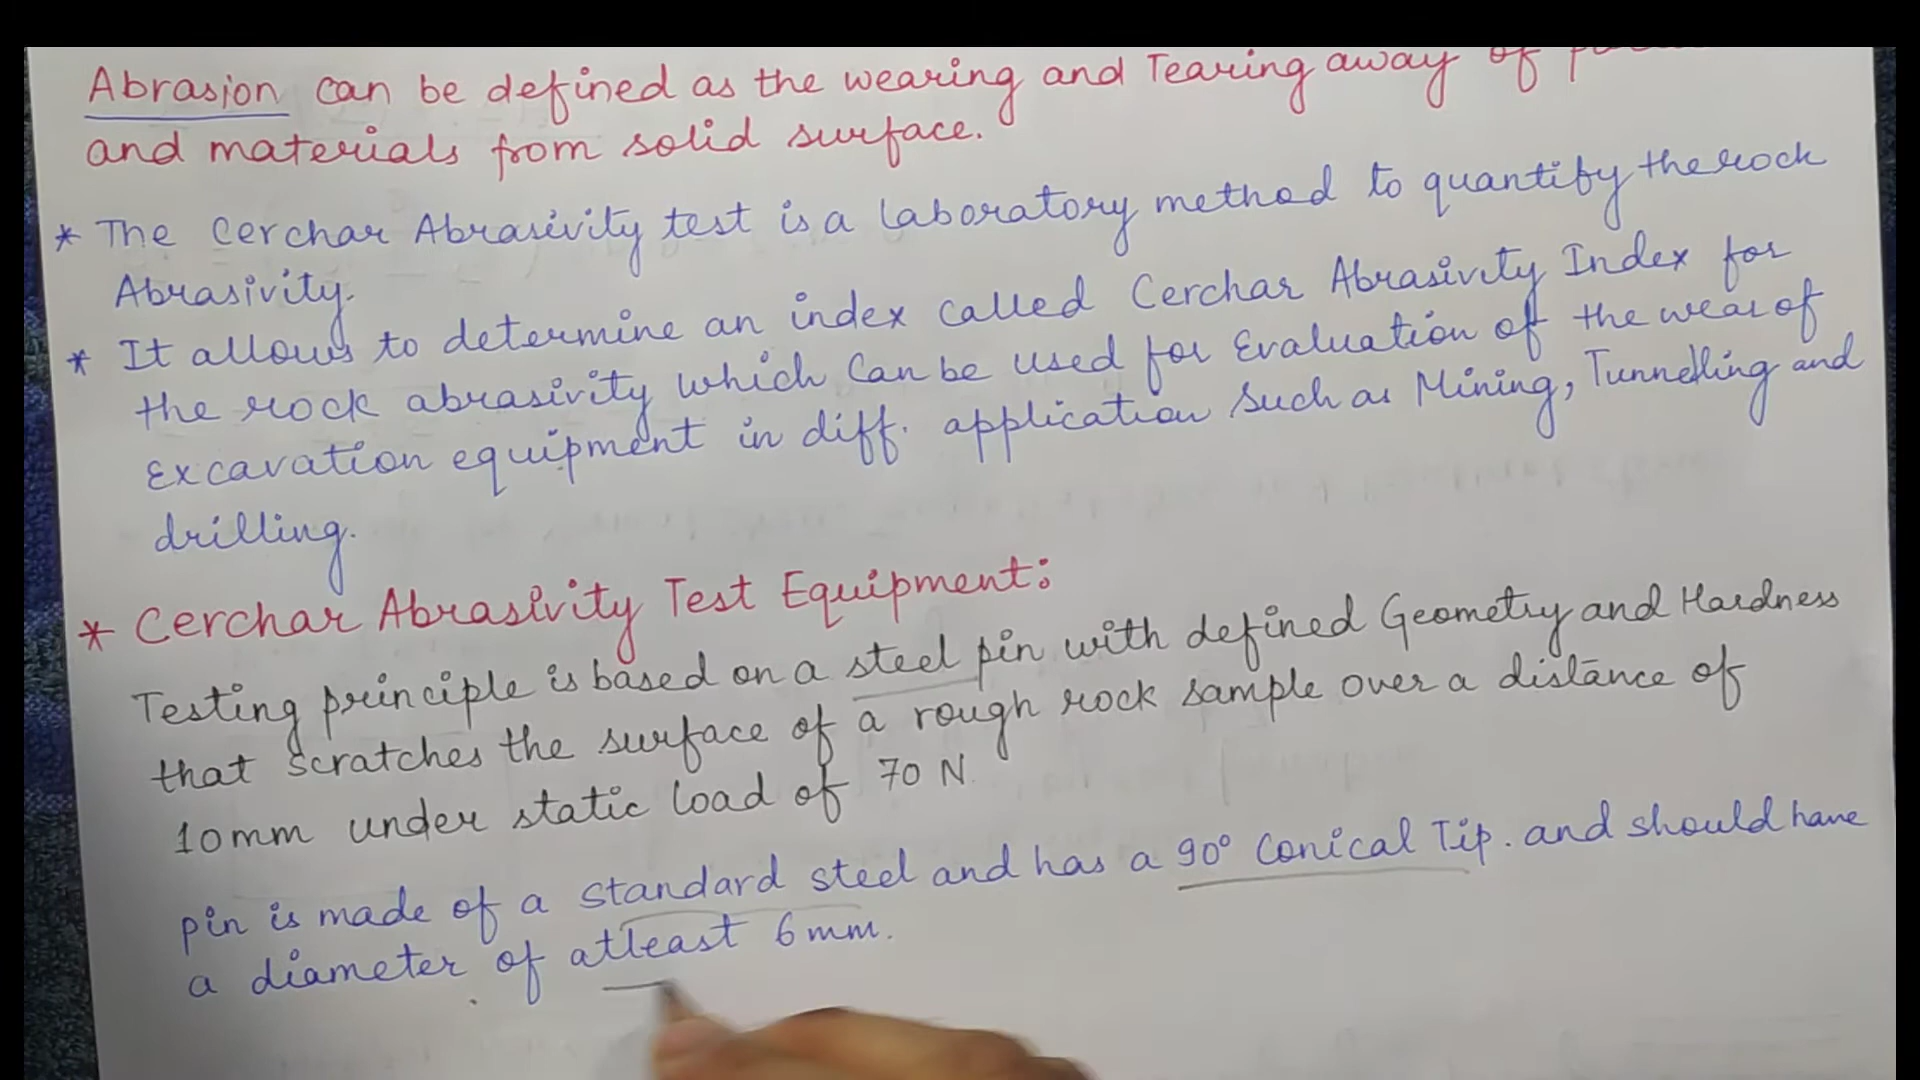 Abrasion can be defined as the wearing and Tearing away of
and materials from solid surface.
* The Cerchar Abrasivity test is a laboratory method to quantify the rock
Abrasivity.
* It allows to determine an index called Cerchar Abrasivity Index for
the rock abrasivity which can be used for Evaluation of the wear of
Excavation equipment in diff. application such as Mining, Tunnelling and
drilling.
* Cerchar Abrasivity Test Equipment:
Testing principle is based on a steel pin with defined Geometry and Hardness
that scratches the surface of a rough rock sample over a distance of
10mm under static load of 70 N
pin is made of a standard steel and has a 90° Conical Tip. and should have
a diameter of atleast 6mm.